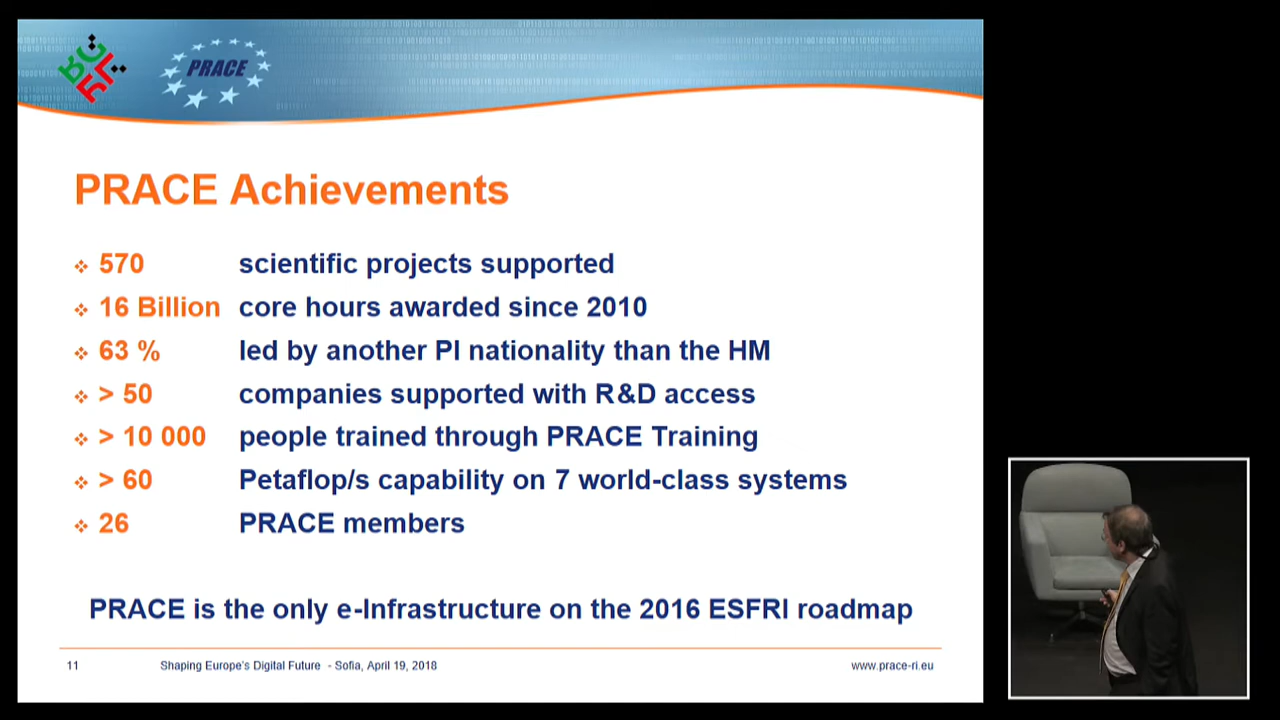 PRACE
PRACE Achievements
570 scientific projects supported
16 Billion core hours awarded since 2010
63 % led by another PI nationality than the HM
> 50 companies supported with R&D access
> 10 000 people trained through PRACE Training
> 60 Petaflop/s capability on 7 world-class systems
26 PRACE members
PRACE is the only e-Infrastructure on the 2016 ESFRI roadmap
11 Shaping Europe's Digital Future - Sofia, April 19, 2018 www.prace-ri.eu